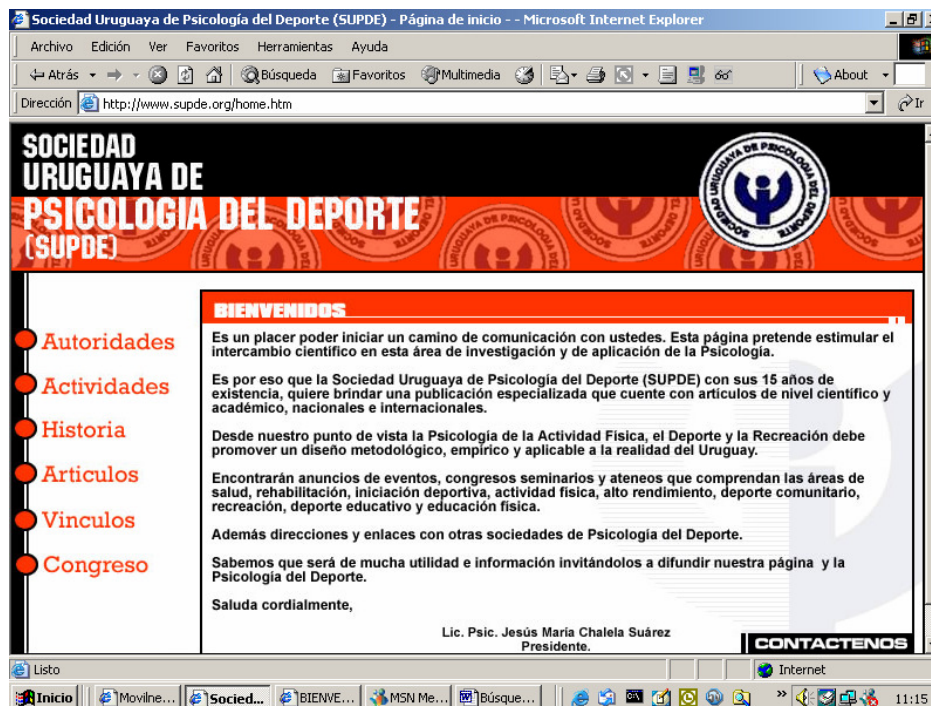 Sociedad Uruguaya de Psicología del Deporte (SUPDE) - Página de inicio - - Microsoft Internet Explorer
Archivo Edición Ver Favoritos Herramientas Ayuda
Atrás Búsqueda Favoritos Multimedia About
Dirección http://www.supde.org/home.htm Ir
SOCIEDAD
URUGUAYA DE
PSICOLOGIA DEL DEPORTE
(SUPDE)
SOCIEDAD URUGUAYA DE PSICOLOGIA DEL DEPORTE
BIENVENIDOS
Es un placer poder iniciar un camino de comunicación con ustedes. Esta página pretende estimular el
intercambio científico en esta área de investigación y de aplicación de la Psicología.
Es por eso que la Sociedad Uruguaya de Psicología del Deporte (SUPDE) con sus 15 años de
existencia, quiere brindar una publicación especializada que cuente con artículos de nivel científico y
académico, nacionales e internacionales.
Desde nuestro punto de vista la Psicología de la Actividad Física, el Deporte y la Recreación debe
promover un diseño metodológico, empírico y aplicable a la realidad del Uruguay.
Encontrarán anuncios de eventos, congresos seminarios y ateneos que comprendan las áreas de
salud, rehabilitación, iniciación deportiva, actividad física, alto rendimiento, deporte comunitario,
recreación, deporte educativo y educación física.
Además direcciones y enlaces con otras sociedades de Psicología del Deporte.
Sabemos que será de mucha utilidad e información invitándolos a difundir nuestra página y la
Psicología del Deporte.
Saluda cordialmente,
Lic. Psic. Jesús María Chalela Suárez
Presidente.
Autoridades
Actividades
Historia
Articulos
Vinculos
Congreso
CONTACTENOS
Listo Internet
Inicio Movilne... Socied... BIENVE... MSN Me... Búsque... » 11:15